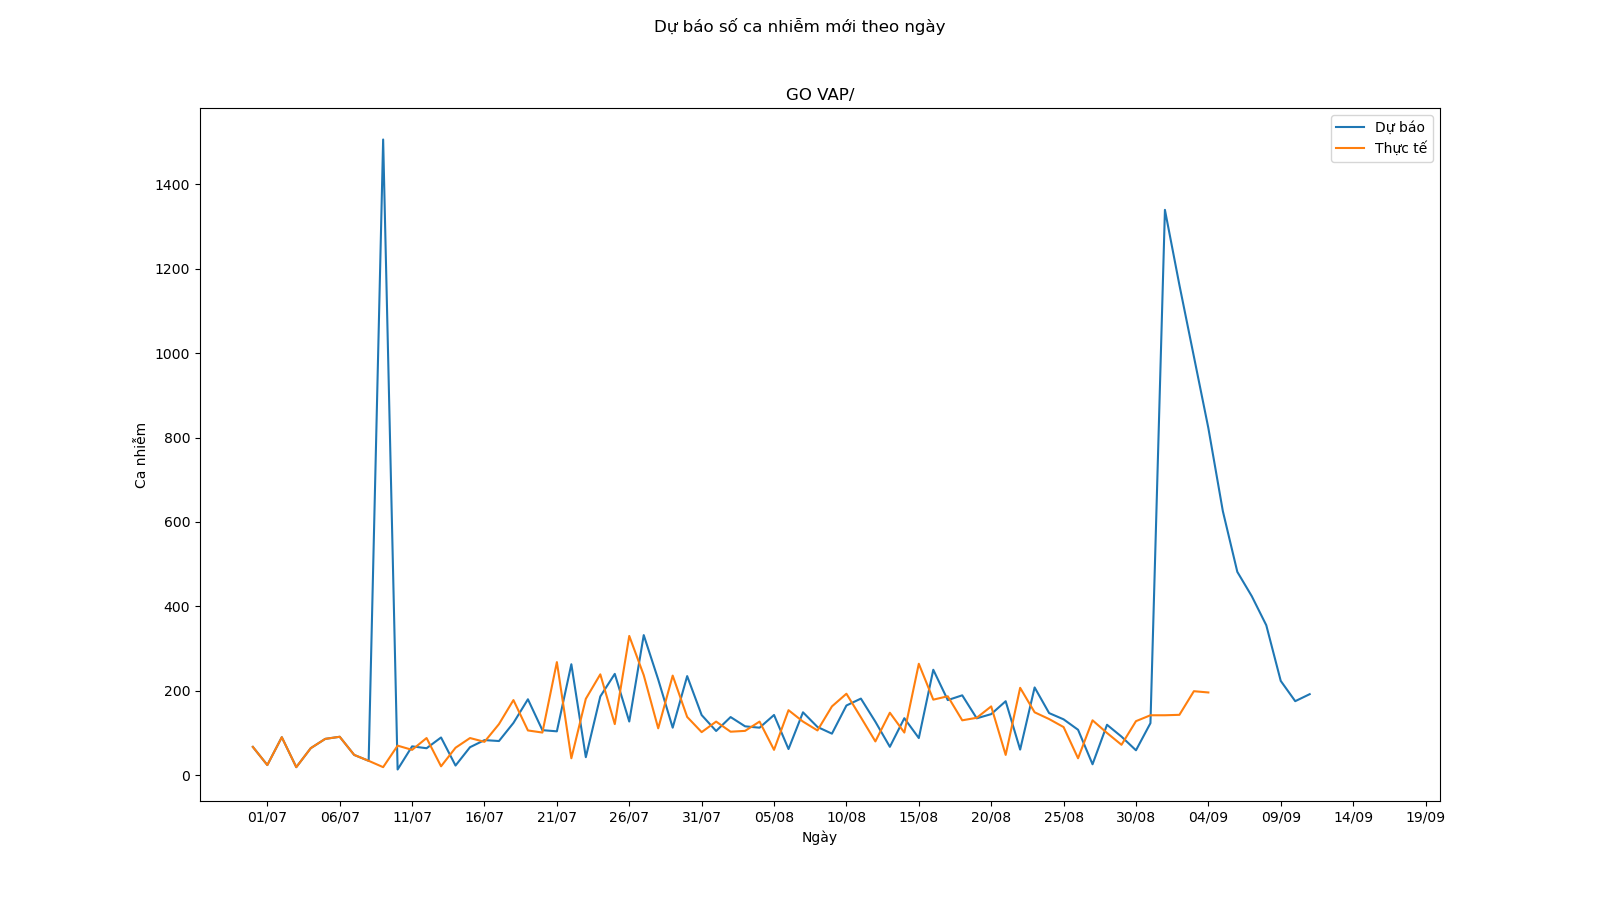 Dự báo số ca nhiễm mới theo ngày
GO VAP/
Dự báo
Thực tế
1400
1200
1000
800
600
400
200
0
Ca nhiễm
01/07 06/07 11/07 16/07 21/07 26/07 31/07 05/08 10/08 15/08 20/08 25/08 30/08 04/09 09/09 14/09 19/09
Ngày